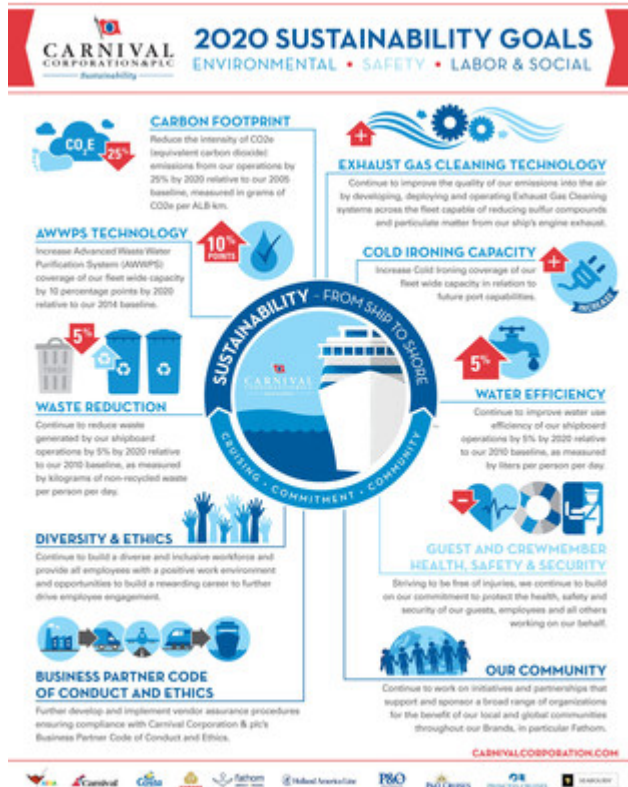 CARNIVAL
CORPORATION&PLC
Sustainability
2020 SUSTAINABILITY GOALS
ENVIRONMENTAL • SAFETY • LABOR & SOCIAL
CARBON FOOTPRINT
CO₂E
25%
Reduce the intensity of CO2e
(equivalent carbon dioxide)
emissions from our operations by
25% by 2020 relative to our 2005
baseline, measured in grams of
CO2e per ALB-km.
EXHAUST GAS CLEANING TECHNOLOGY
Continue to improve the quality of our emissions into the air
by developing, deploying and operating Exhaust Gas Cleaning
systems across the fleet capable of reducing sulfur compounds
and particulate matter from our ship's engine exhaust.
AWWPS TECHNOLOGY
10%
POINTS
Increase Advanced Waste Water
Purification System (AWWPS)
coverage of our fleet wide capacity
by 10 percentage points by 2020
relative to our 2014 baseline.
COLD IRONING CAPACITY
Increase Cold Ironing coverage of our
fleet wide capacity in relation to
future port capabilities.
INCREASE
5%
TRASH
WASTE REDUCTION
Continue to reduce waste
generated by our shipboard
operations by 5% by 2020 relative
to our 2010 baseline, as measured
by kilograms of non-recycled waste
per person per day.
SUSTAINABILITY - FROM SHIP TO SHORE
CARNIVAL
CORPORATION&PLC
CRUISING • COMMITMENT • COMMUNITY
5%
WATER EFFICIENCY
Continue to improve water use
efficiency of our shipboard
operations by 5% by 2020 relative
to our 2010 baseline, as measured
by liters per person per day.
DIVERSITY & ETHICS
Continue to build a diverse and inclusive workforce and
provide all employees with a positive work environment
and opportunities to build a rewarding career to further
drive employee engagement.
GUEST AND CREWMEMBER
HEALTH, SAFETY & SECURITY
Striving to be free of injuries, we continue to build
on our commitment to protect the health, safety and
security of our guests, employees and all others
working on our behalf.
BUSINESS PARTNER CODE
OF CONDUCT AND ETHICS
Further develop and implement vendor assurance procedures
ensuring compliance with Carnival Corporation & plc's
Business Partner Code of Conduct and Ethics.
OUR COMMUNITY
Continue to work on initiatives and partnerships that
support and sponsor a broad range of organizations
for the benefit of our local and global communities
throughout our Brands, in particular Fathom.
CARNIVALCORPORATION.COM
Carnival
Costa
fathom
Holland America Line
P&O
P&O CRUISES
PRINCESS CRUISES
SEABOURN